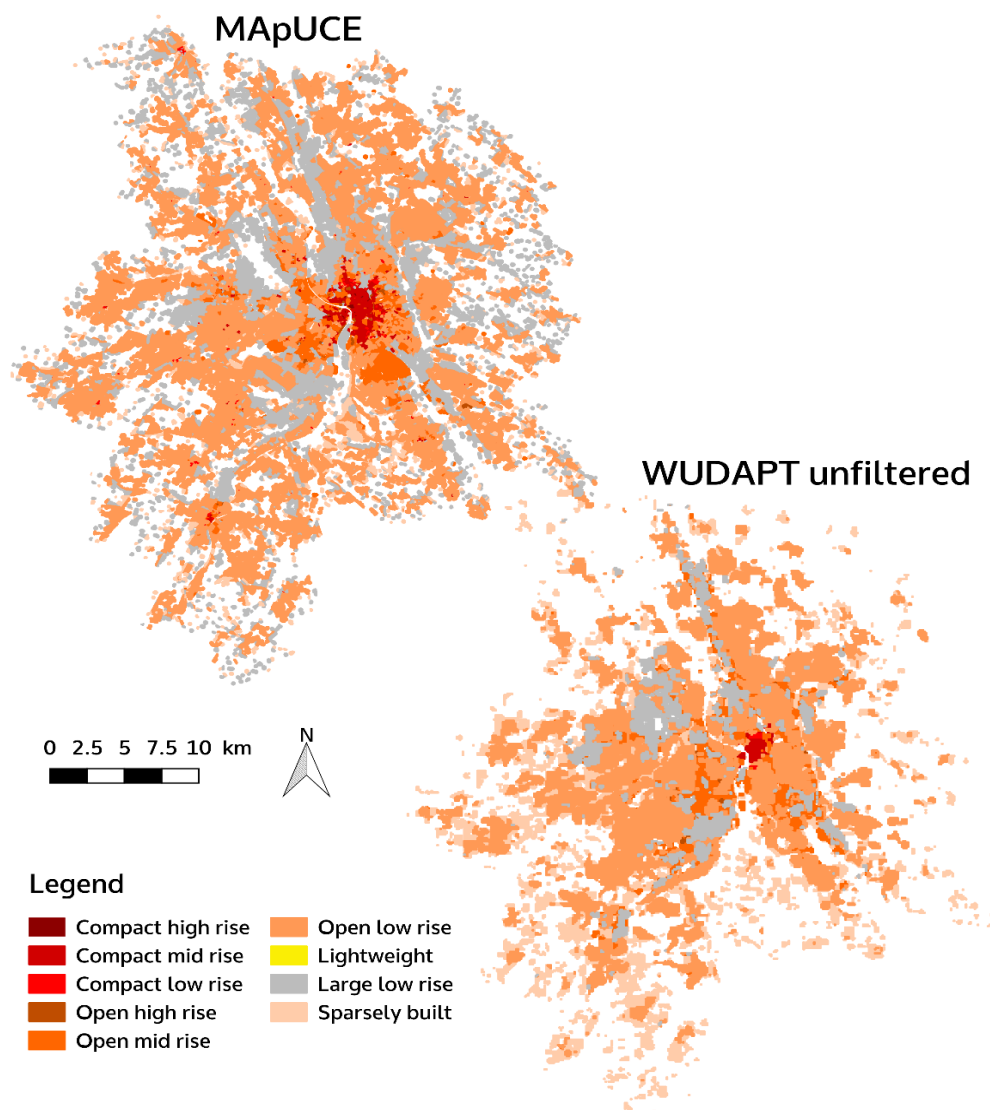 MApUCE
WUDAPT unfiltered
N
0 2.5 5 7.5 10 km
Legend
Compact high rise
Compact mid rise
Compact low rise
Open high rise
Open mid rise
Open low rise
Lightweight
Large low rise
Sparsely built